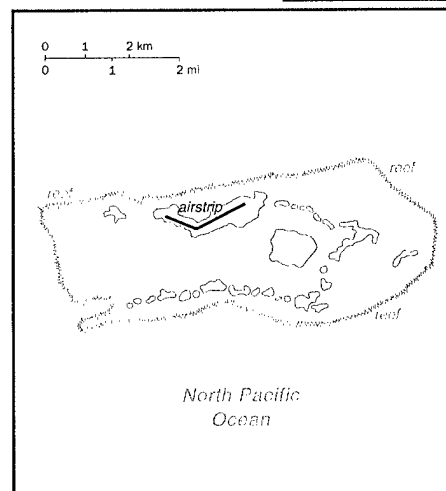 0 1 2 km
0 1 2 mi
reef
reef
airstrip
reef
North Pacific
Ocean